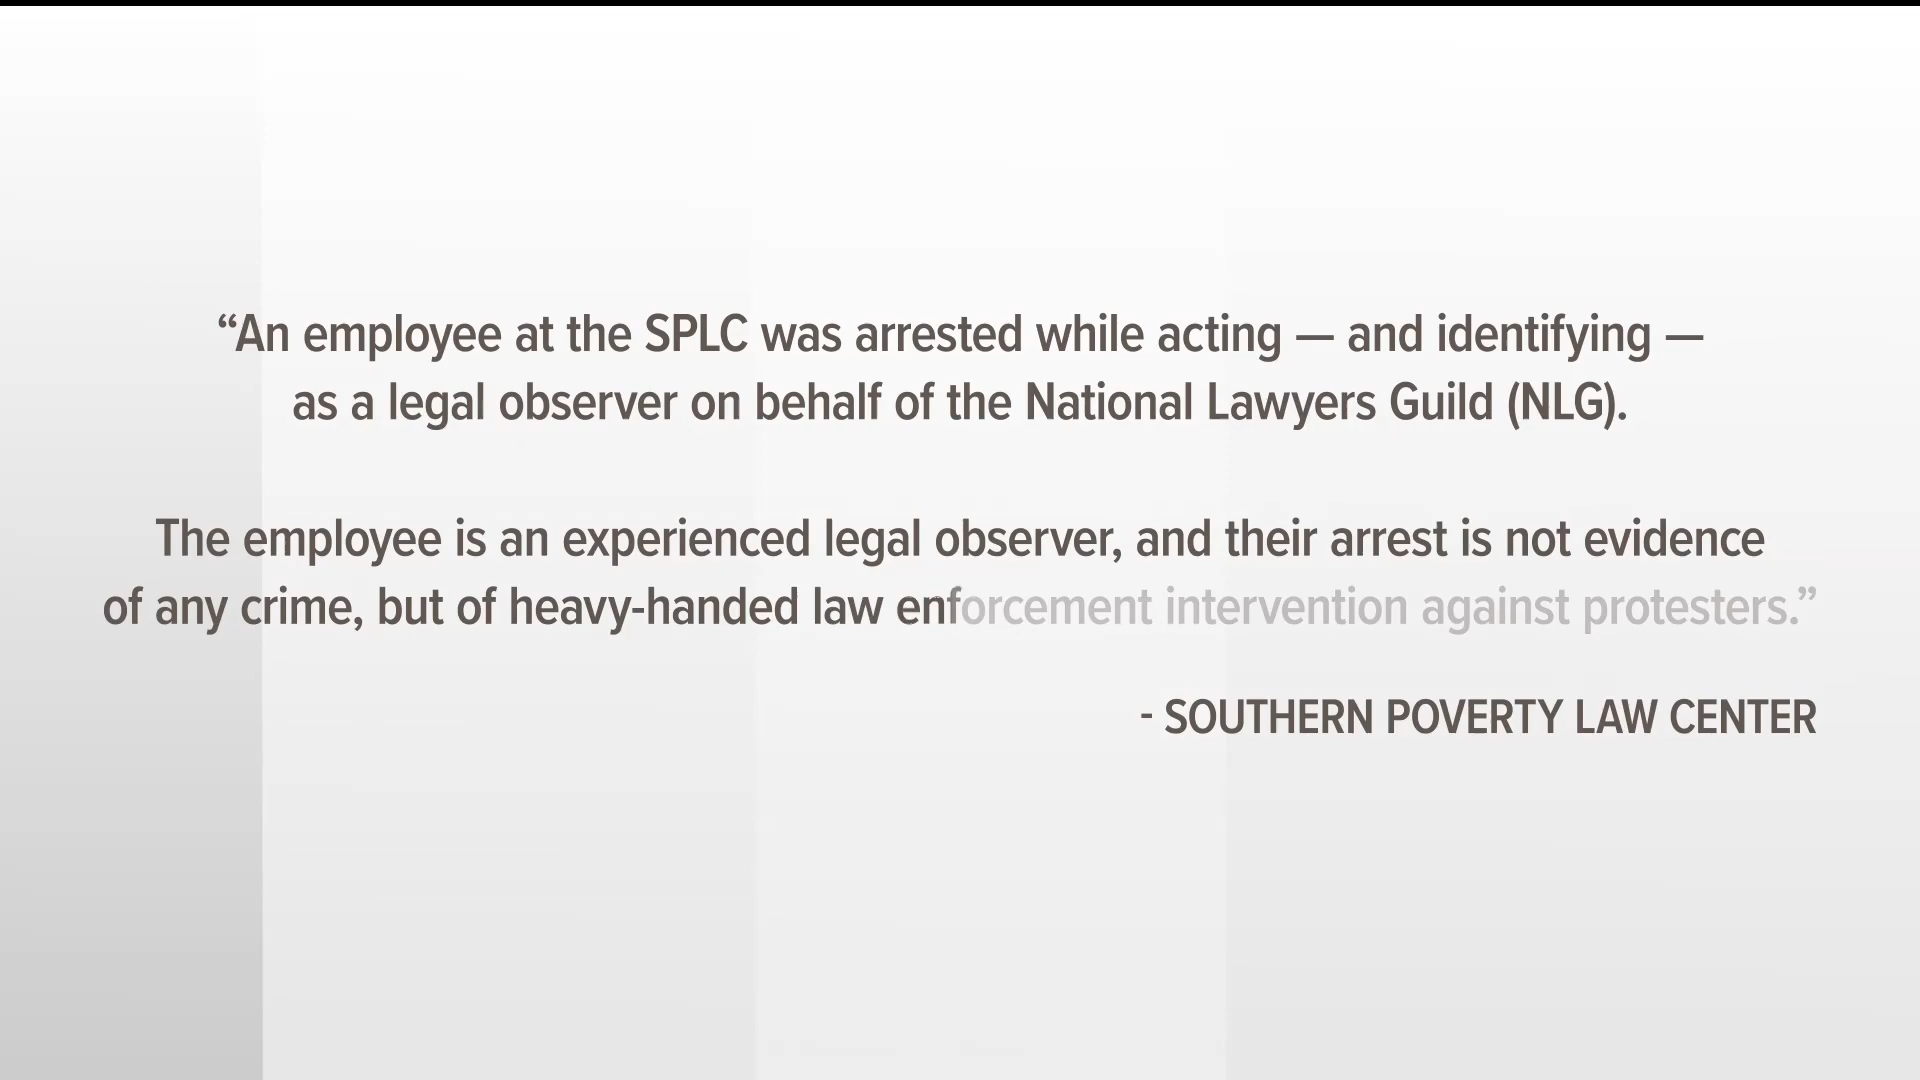 “An employee at the SPLC was arrested while acting — and identifying —
as a legal observer on behalf of the National Lawyers Guild (NLG).
The employee is an experienced legal observer, and their arrest is not evidence
of any crime, but of heavy-handed law enforcement intervention against protesters.”
- SOUTHERN POVERTY LAW CENTER